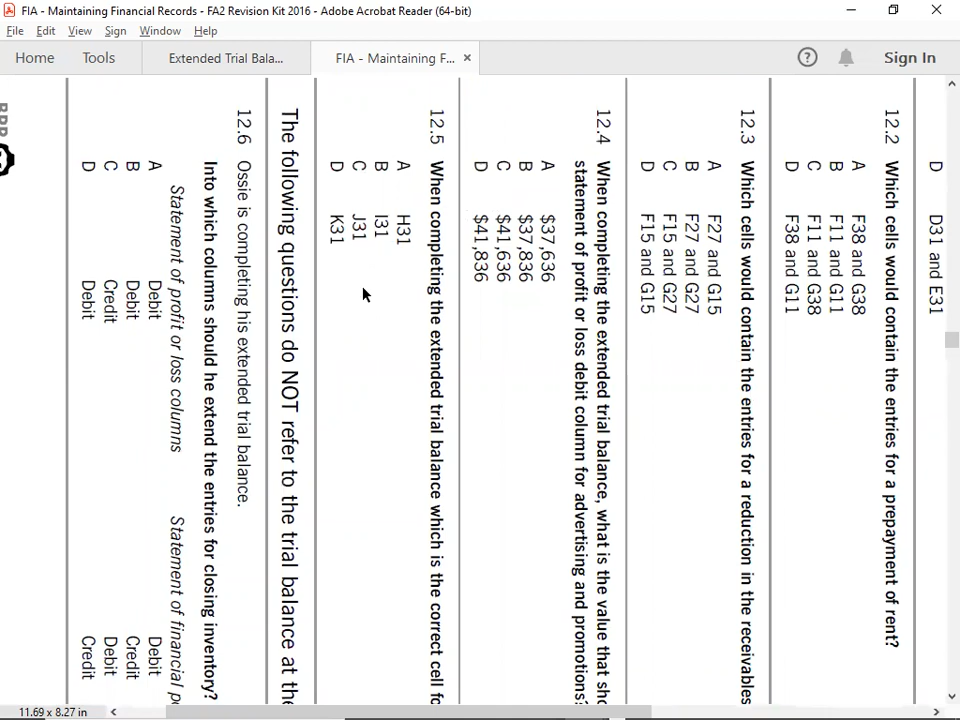 FIA - Maintaining Financial Records - FA2 Revision Kit 2016 - Adobe Acrobat Reader (64-bit)
File Edit View Sign Window Help
Home Tools Extended Trial Bala... FIA - Maintaining F... × Sign In
D D31 and E31
12.2 Which cells would contain the entries for a prepayment of rent?
A F38 and G38
B F11 and G11
C F11 and G38
D F38 and G11
12.3 Which cells would contain the entries for a reduction in the receivables
A F27 and G15
B F27 and G27
C F15 and G27
D F15 and G15
12.4 When completing the extended trial balance, what is the value that sho
statement of profit or loss debit column for advertising and promotions?
A $37,636
B $37,836
C $41,636
D $41,836
12.5 When completing the extended trial balance which is the correct cell fo
A H31
B I31
C J31
D K31
The following questions do NOT refer to the trial balance at the
12.6 Ossie is completing his extended trial balance.
Into which columns should he extend the entries for closing inventory?
Statement of profit or loss columns Statement of financial p
A Debit Debit
B Debit Credit
C Credit Debit
D Debit Credit
BPP
11.69 x 8.27 in